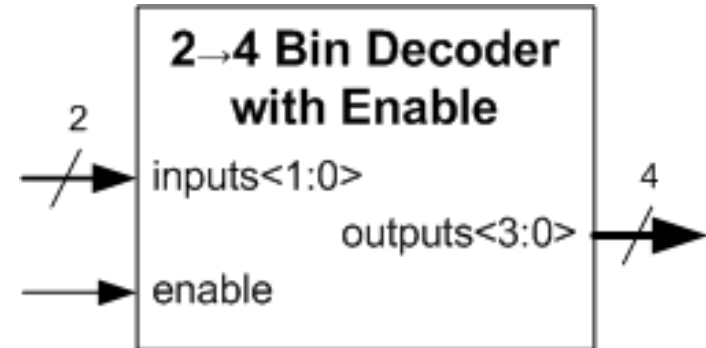 2→4 Bin Decoder
with Enable
2
inputs<1:0>
4
outputs<3:0>
enable